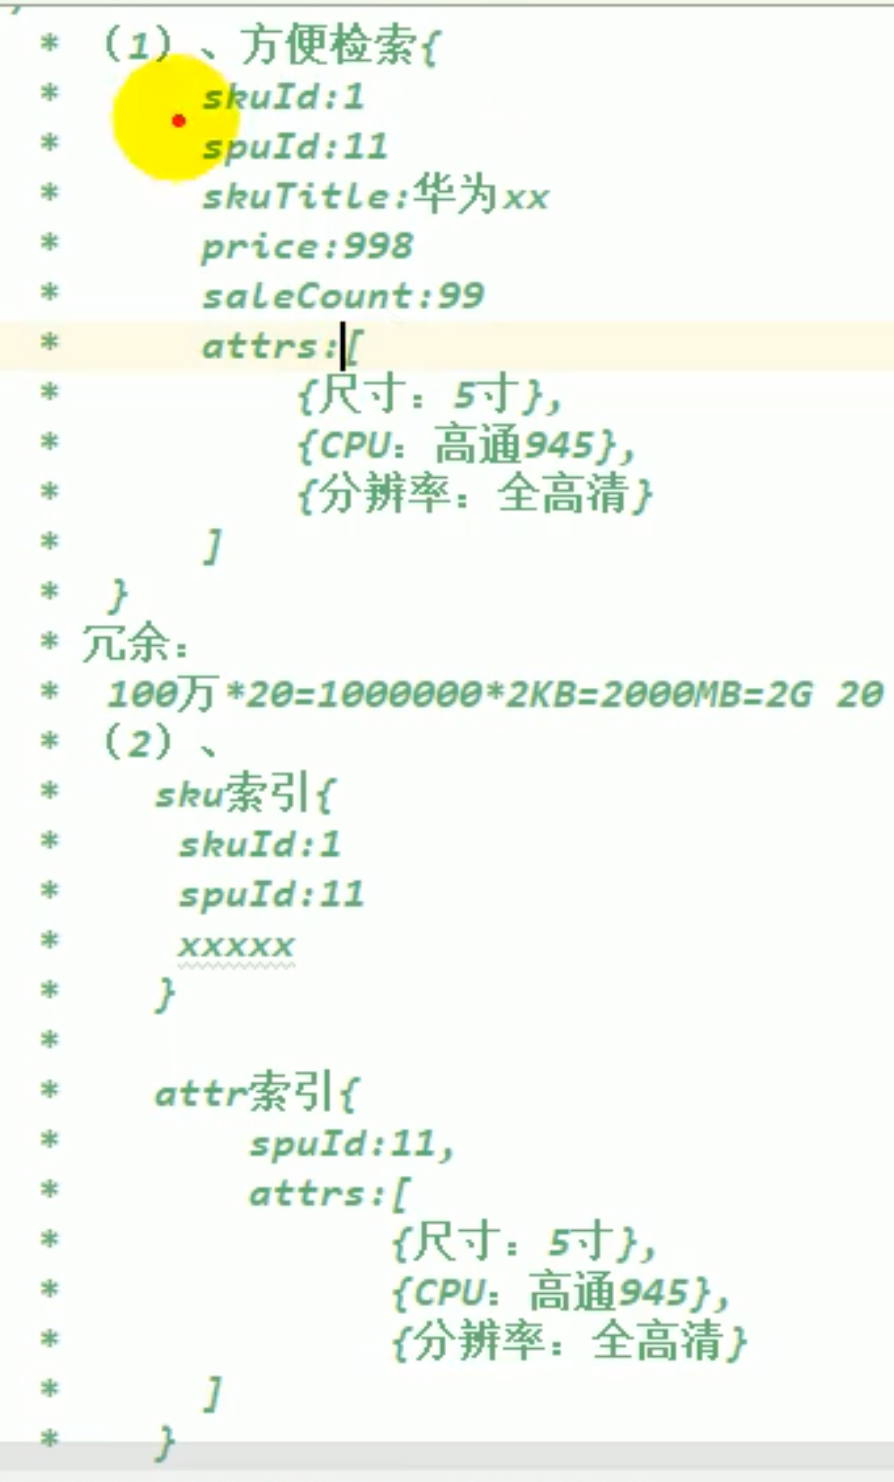 * （1）、方便检索{
* skuId:1
* spuId:11
* skuTitle:华为xx
* price:998
* saleCount:99
* attrs:[
* {尺寸：5寸},
* {CPU：高通945},
* {分辨率：全高清}
* ]
* }
* 冗余：
* 100万*20=1000000*2KB=2000MB=2G 20
* （2）、
* sku索引{
* skuId:1
* spuId:11
* xxxxx
* }
*
* attr索引{
* spuId:11,
* attrs:[
* {尺寸：5寸},
* {CPU：高通945},
* {分辨率：全高清}
* ]
* }